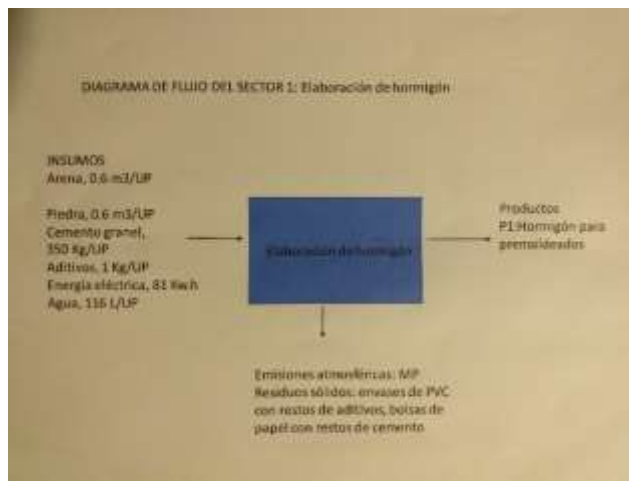 DIAGRAMA DE FLUJO DEL SECTOR 1: Elaboración de hormigón
INSUMOS
Arena, 0.6 m3/UP
Piedra, 0.6 m3/UP
Cemento granel,
350 Kg/UP
Aditivos, 1 Kg/UP
Energía eléctrica, 81 Kw.h
Agua, 116 L/UP
Elaboración de hormigón
Productos
P1:Hormigón para
premoldeados
Emisiones atmosféricas: MP
Residuos sólidos: envases de PVC
con restos de aditivos, bolsas de
papel con restos de cemento